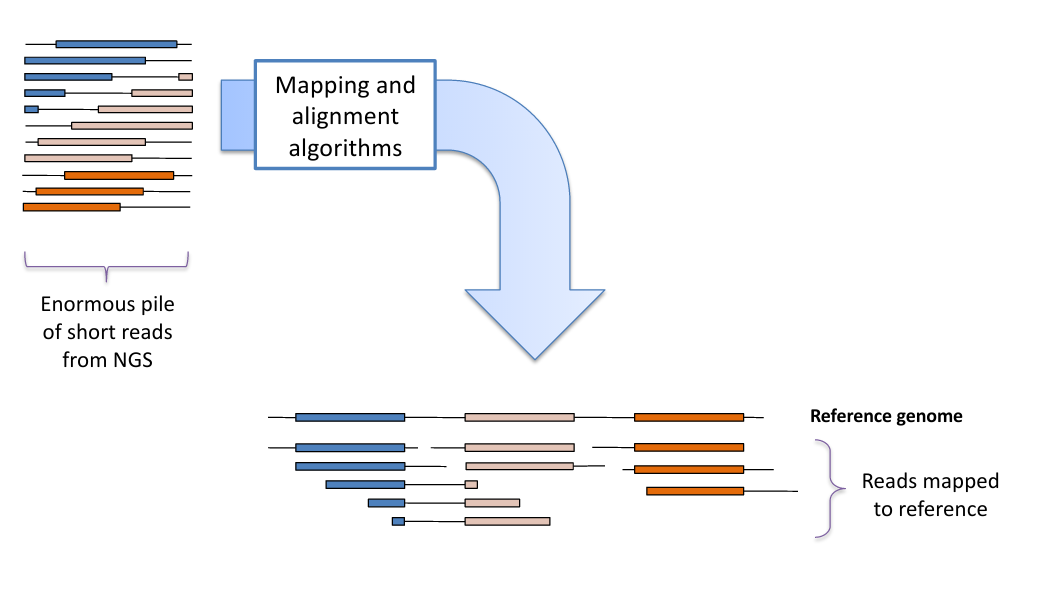 Mapping and
alignment
algorithms
Enormous pile
of short reads
from NGS
Reference genome
Reads mapped
to reference